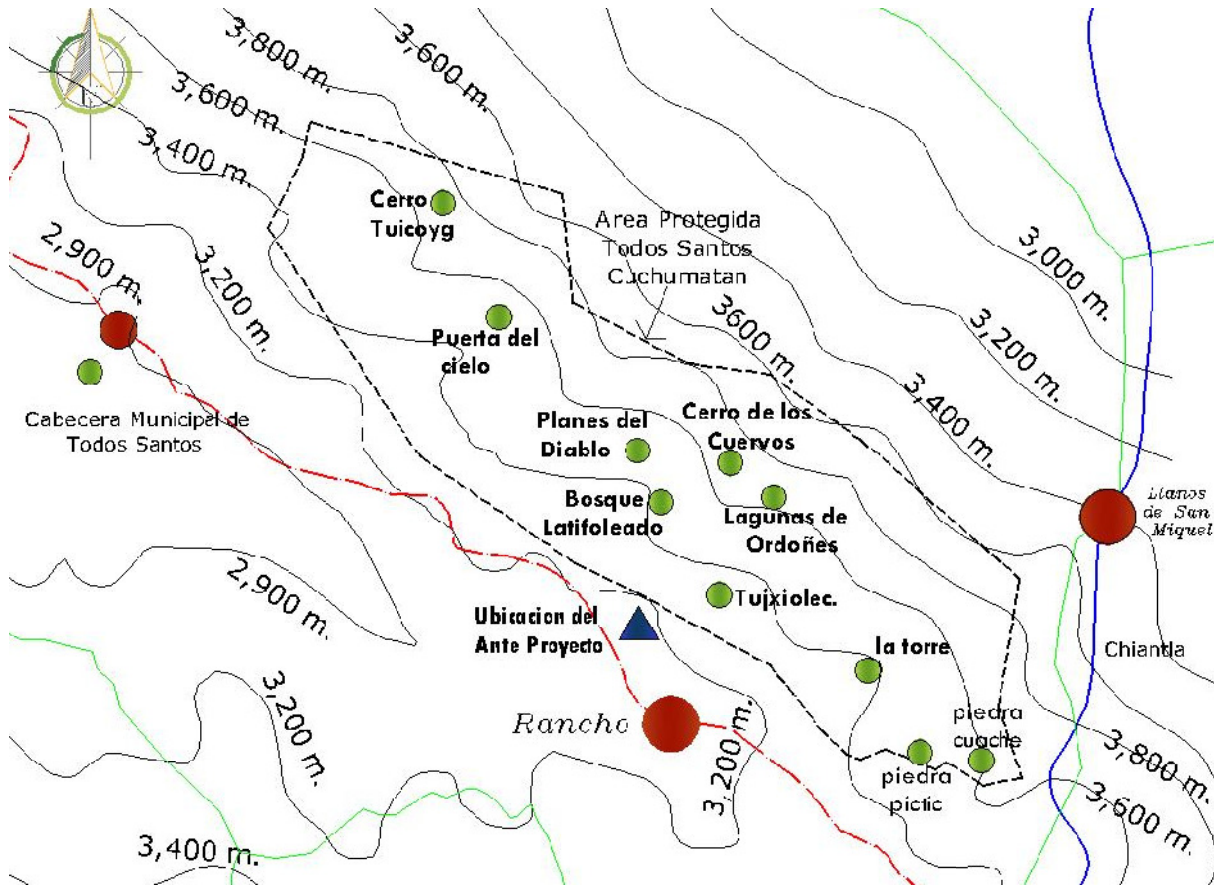 3,800 m.
3,600 m.
3,600 m.
3,400 m.
2,900 m.
3,200 m.
Cerro
Tuicoyg
Area Protegida
Todos Santos
Cuchumatan
3,000 m.
3,200 m.
3600 m.
3,400 m.
Puerta del
cielo
Cabecera Municipal de
Todos Santos
Planes del
Diablo
Cerro de los
Cuervos
Bosque
Latifoleado
Lagunas de
Ordoñes
Llanos
de San
Miquel
2,900 m.
Ubicacion del
Ante Proyecto
Tujxiolec.
la torre
Chiantla
Rancho
3,200 m.
3,200 m.
piedra
cuache
piedra
pictic
3,800 m.
3,600 m.
3,400 m.